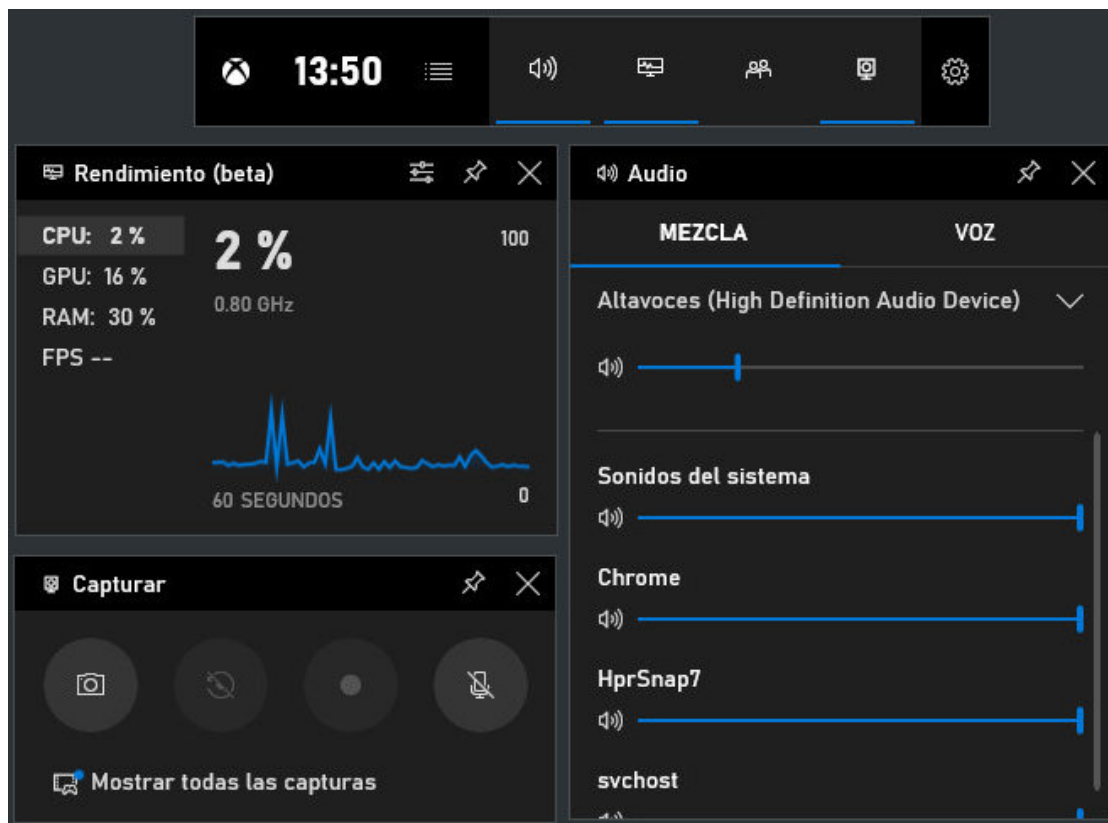 13:50
Rendimiento (beta)
CPU: 2 %
GPU: 16 %
RAM: 30 %
FPS --
2 %
0.80 GHz
100
60 SEGUNDOS
0
Capturar
Mostrar todas las capturas
Audio
MEZCLA
VOZ
Altavoces (High Definition Audio Device)
Sonidos del sistema
Chrome
HprSnap7
svchost